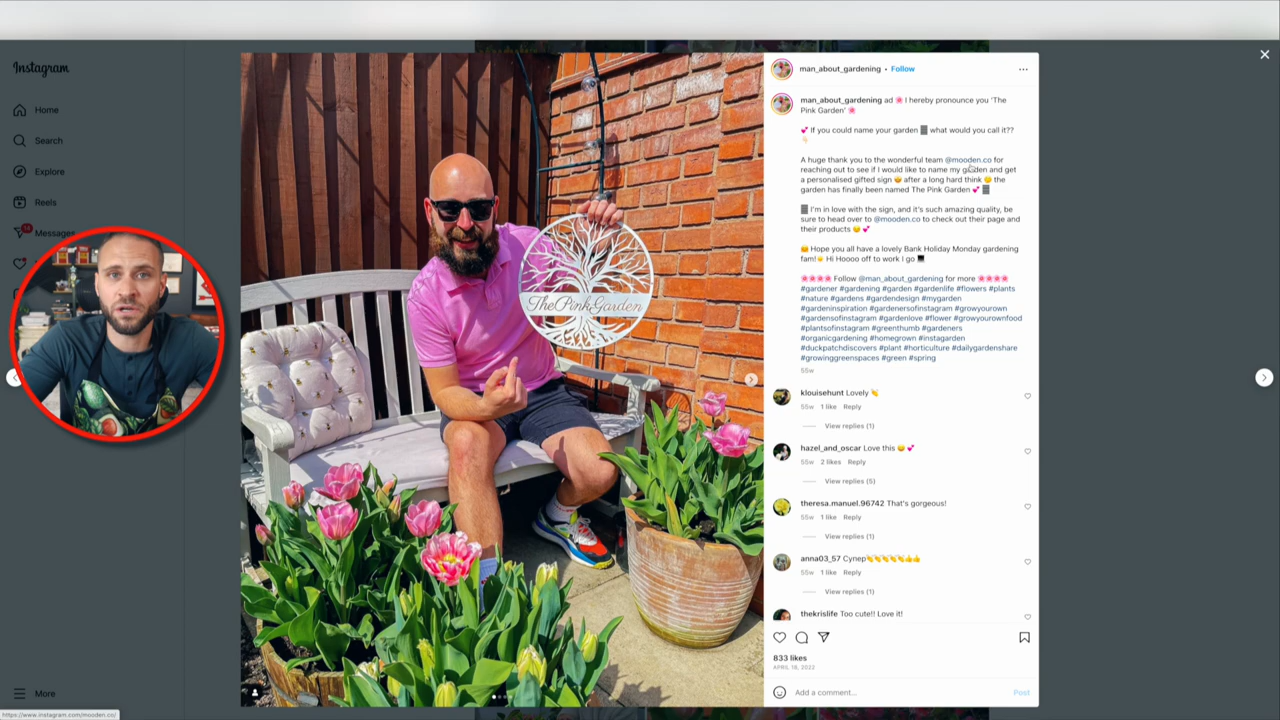 Instagram
Home
Search
Explore
Reels
Messages
More
https://www.instagram.com/mooden.co/
The Pink Garden
man_about_gardening • Follow
man_about_gardening ad 🌸 I hereby pronounce you 'The
Pink Garden' 🌸
💕 If you could name your garden what would you call it??
👇🏻
A huge thank you to the wonderful team @mooden.co for
reaching out to see if I would like to name my garden and get
a personalised gifted sign after a long hard think the
garden has finally been named The Pink Garden 💕
I'm in love with the sign, and it's such amazing quality, be
sure to head over to @mooden.co to check out their page and
their products
Hope you all have a lovely Bank Holiday Monday gardening
fam! Hi Hoooo off to work I go
🌸🌸🌸🌸 Follow @man_about_gardening for more 🌸🌸🌸🌸
#gardener #gardening #garden #gardenlife #flowers #plants
#nature #gardens #gardendesign #mygarden
#gardeninspiration #gardenersofinstagram #growyourown
#gardensofinstagram #gardenlove #flower #growyourownfood
#plantsofinstagram #greenthumb #gardeners
#organicgardening #homegrown #instagarden
#duckpatchdiscovers #plant #horticulture #dailygardenshare
#growinggreenspaces #green #spring
55w
klouisehunt Lovely 👏
55w 1 like Reply
View replies (1)
hazel_and_oscar Love this 💕
55w 2 likes Reply
View replies (5)
theresa.manuel.96742 That's gorgeous!
55w 1 like Reply
View replies (1)
anna03_57 Супер👏👏👏👏👏👍👍
55w 1 like Reply
View replies (1)
thekrislife Too cute!! Love it!
833 likes
APRIL 18, 2022
Add a comment...
Post